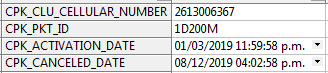 CPK_CLU_CELLULAR_NUMBER 2613006367
CPK_PKT_ID 1D200M
CPK_ACTIVATION_DATE 01/03/2019 11:59:58 p.m.
CPK_CANCELED_DATE 08/12/2019 04:02:58 p.m.